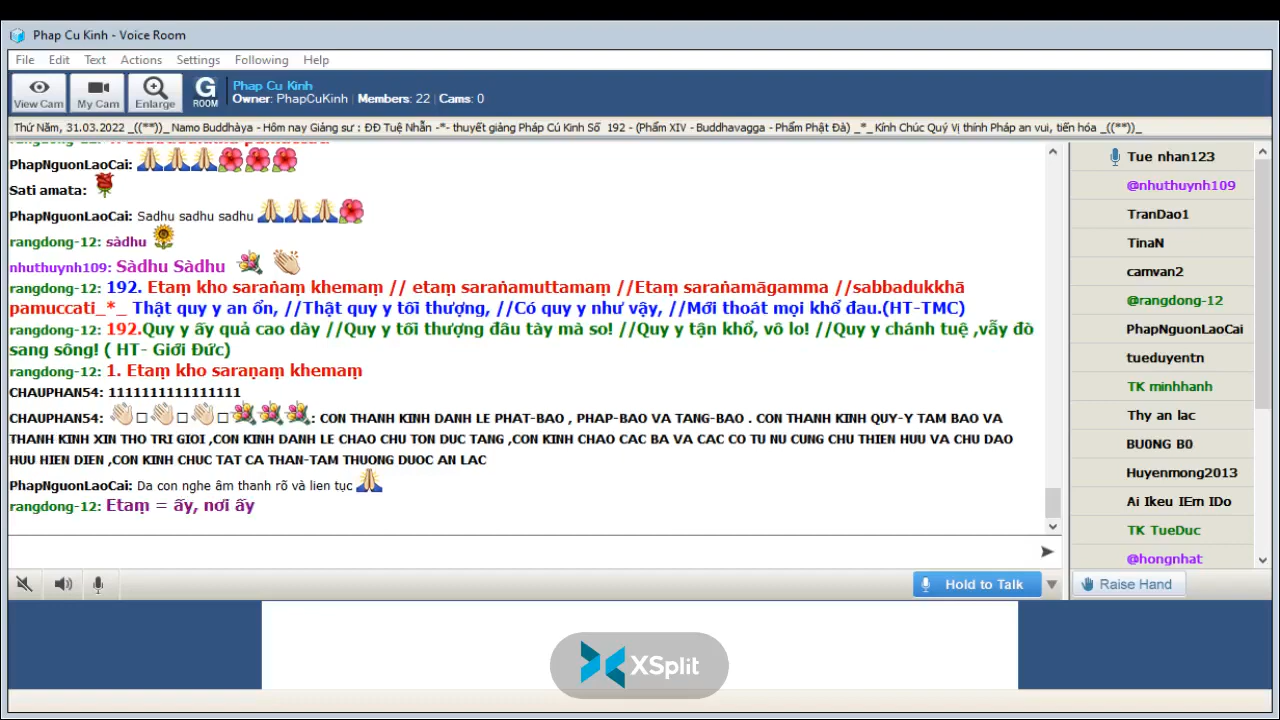 Phap Cu Kinh - Voice Room
File Edit Text Actions Settings Following Help
View Cam My Cam Enlarge G ROOM
Phap Cu Kinh
Owner: PhapCuKinh Members: 22 Cams: 0
Thứ Năm, 31.03.2022 _((**))_ Namo Buddhàya - Hôm nay Giảng sư : ĐĐ Tuệ Nhẫn -*- thuyết giảng Pháp Cú Kinh Số 192 - (Phẩm XIV - Buddhavagga - Phẩm Phật Đà) _*_ Kính Chúc Quý Vị thính Pháp an vui, tiến hóa _((**))_
PhapNguonLaoCai:
Sati amata:
PhapNguonLaoCai: Sadhu sadhu sadhu
rangdong-12: sàdhu
nhuthuynh109: Sàdhu Sàdhu
rangdong-12: 192. Etaṃ kho saraṅaṃ khemaṃ // etaṃ saraṅamuttamaṃ //Etaṃ saraṅamāgamma //sabbadukkhā
pamuccati_*_ Thật quy y an ổn, //Thật quy y tối thượng, //Có quy y như vậy, //Mới thoát mọi khổ đau.(HT-TMC)
rangdong-12: 192.Quy y ấy quả cao dày //Quy y tối thượng đâu tày mà so! //Quy y tận khổ, vô lo! //Quy y chánh tuệ ,vẫy đò
sang sông! ( HT- Giới Đức)
rangdong-12: 1. Etaṃ kho saraṇaṃ khemaṃ
CHAUPHAN54: 1111111111111111
CHAUPHAN54: : CON THANH KINH DANH LE PHAT-BAO , PHAP-BAO VA TANG-BAO . CON THANH KINH QUY-Y TAM BAO VA
THANH KINH XIN THO TRI GIOI ,CON KINH DANH LE CHAO CHU TON DUC TANG ,CON KINH CHAO CAC BA VA CAC CO TU NU CUNG CHU THIEN HUU VA CHU DAO
HUU HIEN DIEN ,CON KINH CHUC TAT CA THAN-TAM THUONG DUOC AN LAC
PhapNguonLaoCai: Da con nghe âm thanh rõ và lien tục
rangdong-12: Etaṃ = ấy, nơi ấy
Hold to Talk
Tue nhan123
@nhuthuynh109
TranDao1
TinaN
camvan2
@rangdong-12
PhapNguonLaoCai
tueduyentn
TK minhhanh
Thy an lac
BU0NG B0
Huyenmong2013
Ai Ikeu IEm IDo
TK TueDuc
@hongnhat
Raise Hand
XSplit